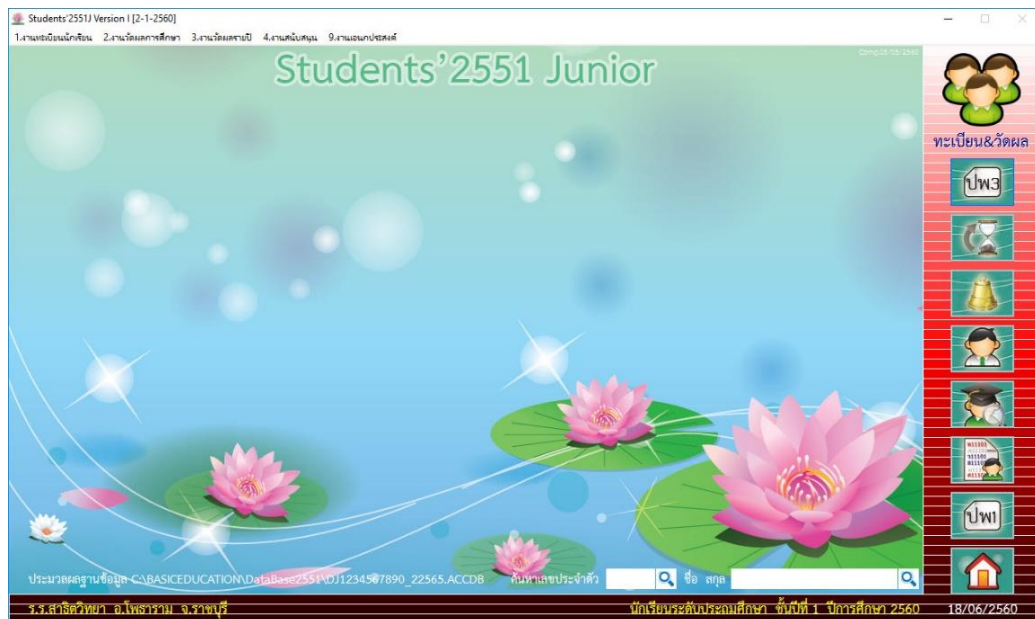 Students'2551J Version I [2-1-2560]
1.งานทะเบียนนักเรียน 2.งานวัดผลการศึกษา 3.งานวัดผลรายปี 4.งานสนับสนุน 9.งานเอนกประสงค์
Students'2551 Junior
ทะเบียน&วัดผล
ปพ3
ปพ1
ประมวลผลฐานข้อมูล C:\BASICEDUCATION\DataBase2551\DJ1234567890_22565.ACCDB ค้นหาเลขประจำตัว ชื่อ สกุล
ร.ร.สาธิตวิทยา อ.โพธาราม จ.ราชบุรี นักเรียนระดับประถมศึกษา ชั้นปีที่ 1 ปีการศึกษา 2560 18/06/2560